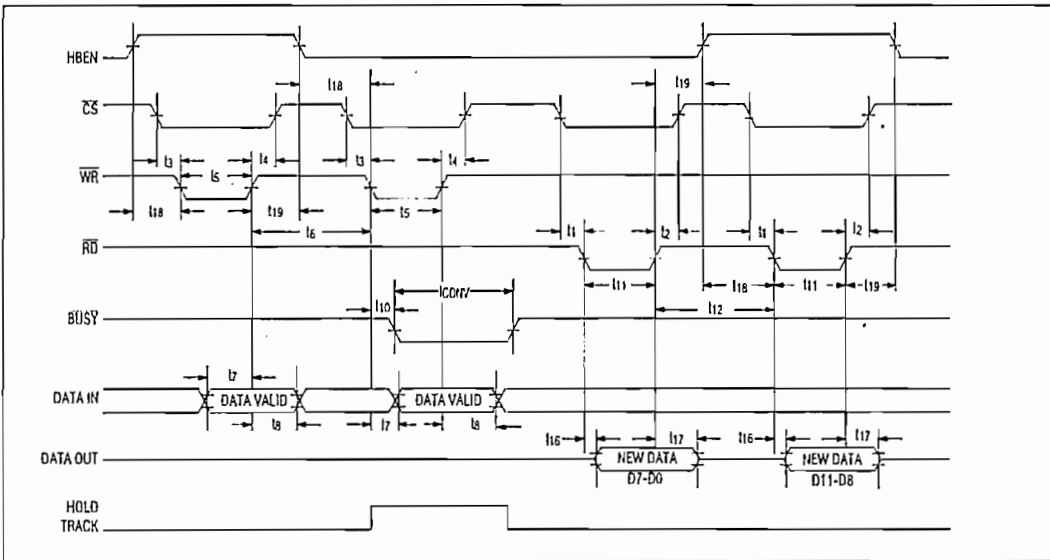 HBEN
t18
t19
CS
t3
t4
t3
t4
WR
t5
t18
t19
t5
t6
t1
t2
t1
t2
RD
t11
t18
t11
t19
tCONV
t10
t12
BUSY
t7
DATA IN
DATA VALID
DATA VALID
t8
t7
t8
t16
t17
t16
t17
DATA OUT
NEW DATA
NEW DATA
D7-D0
D11-D8
HOLD
TRACK